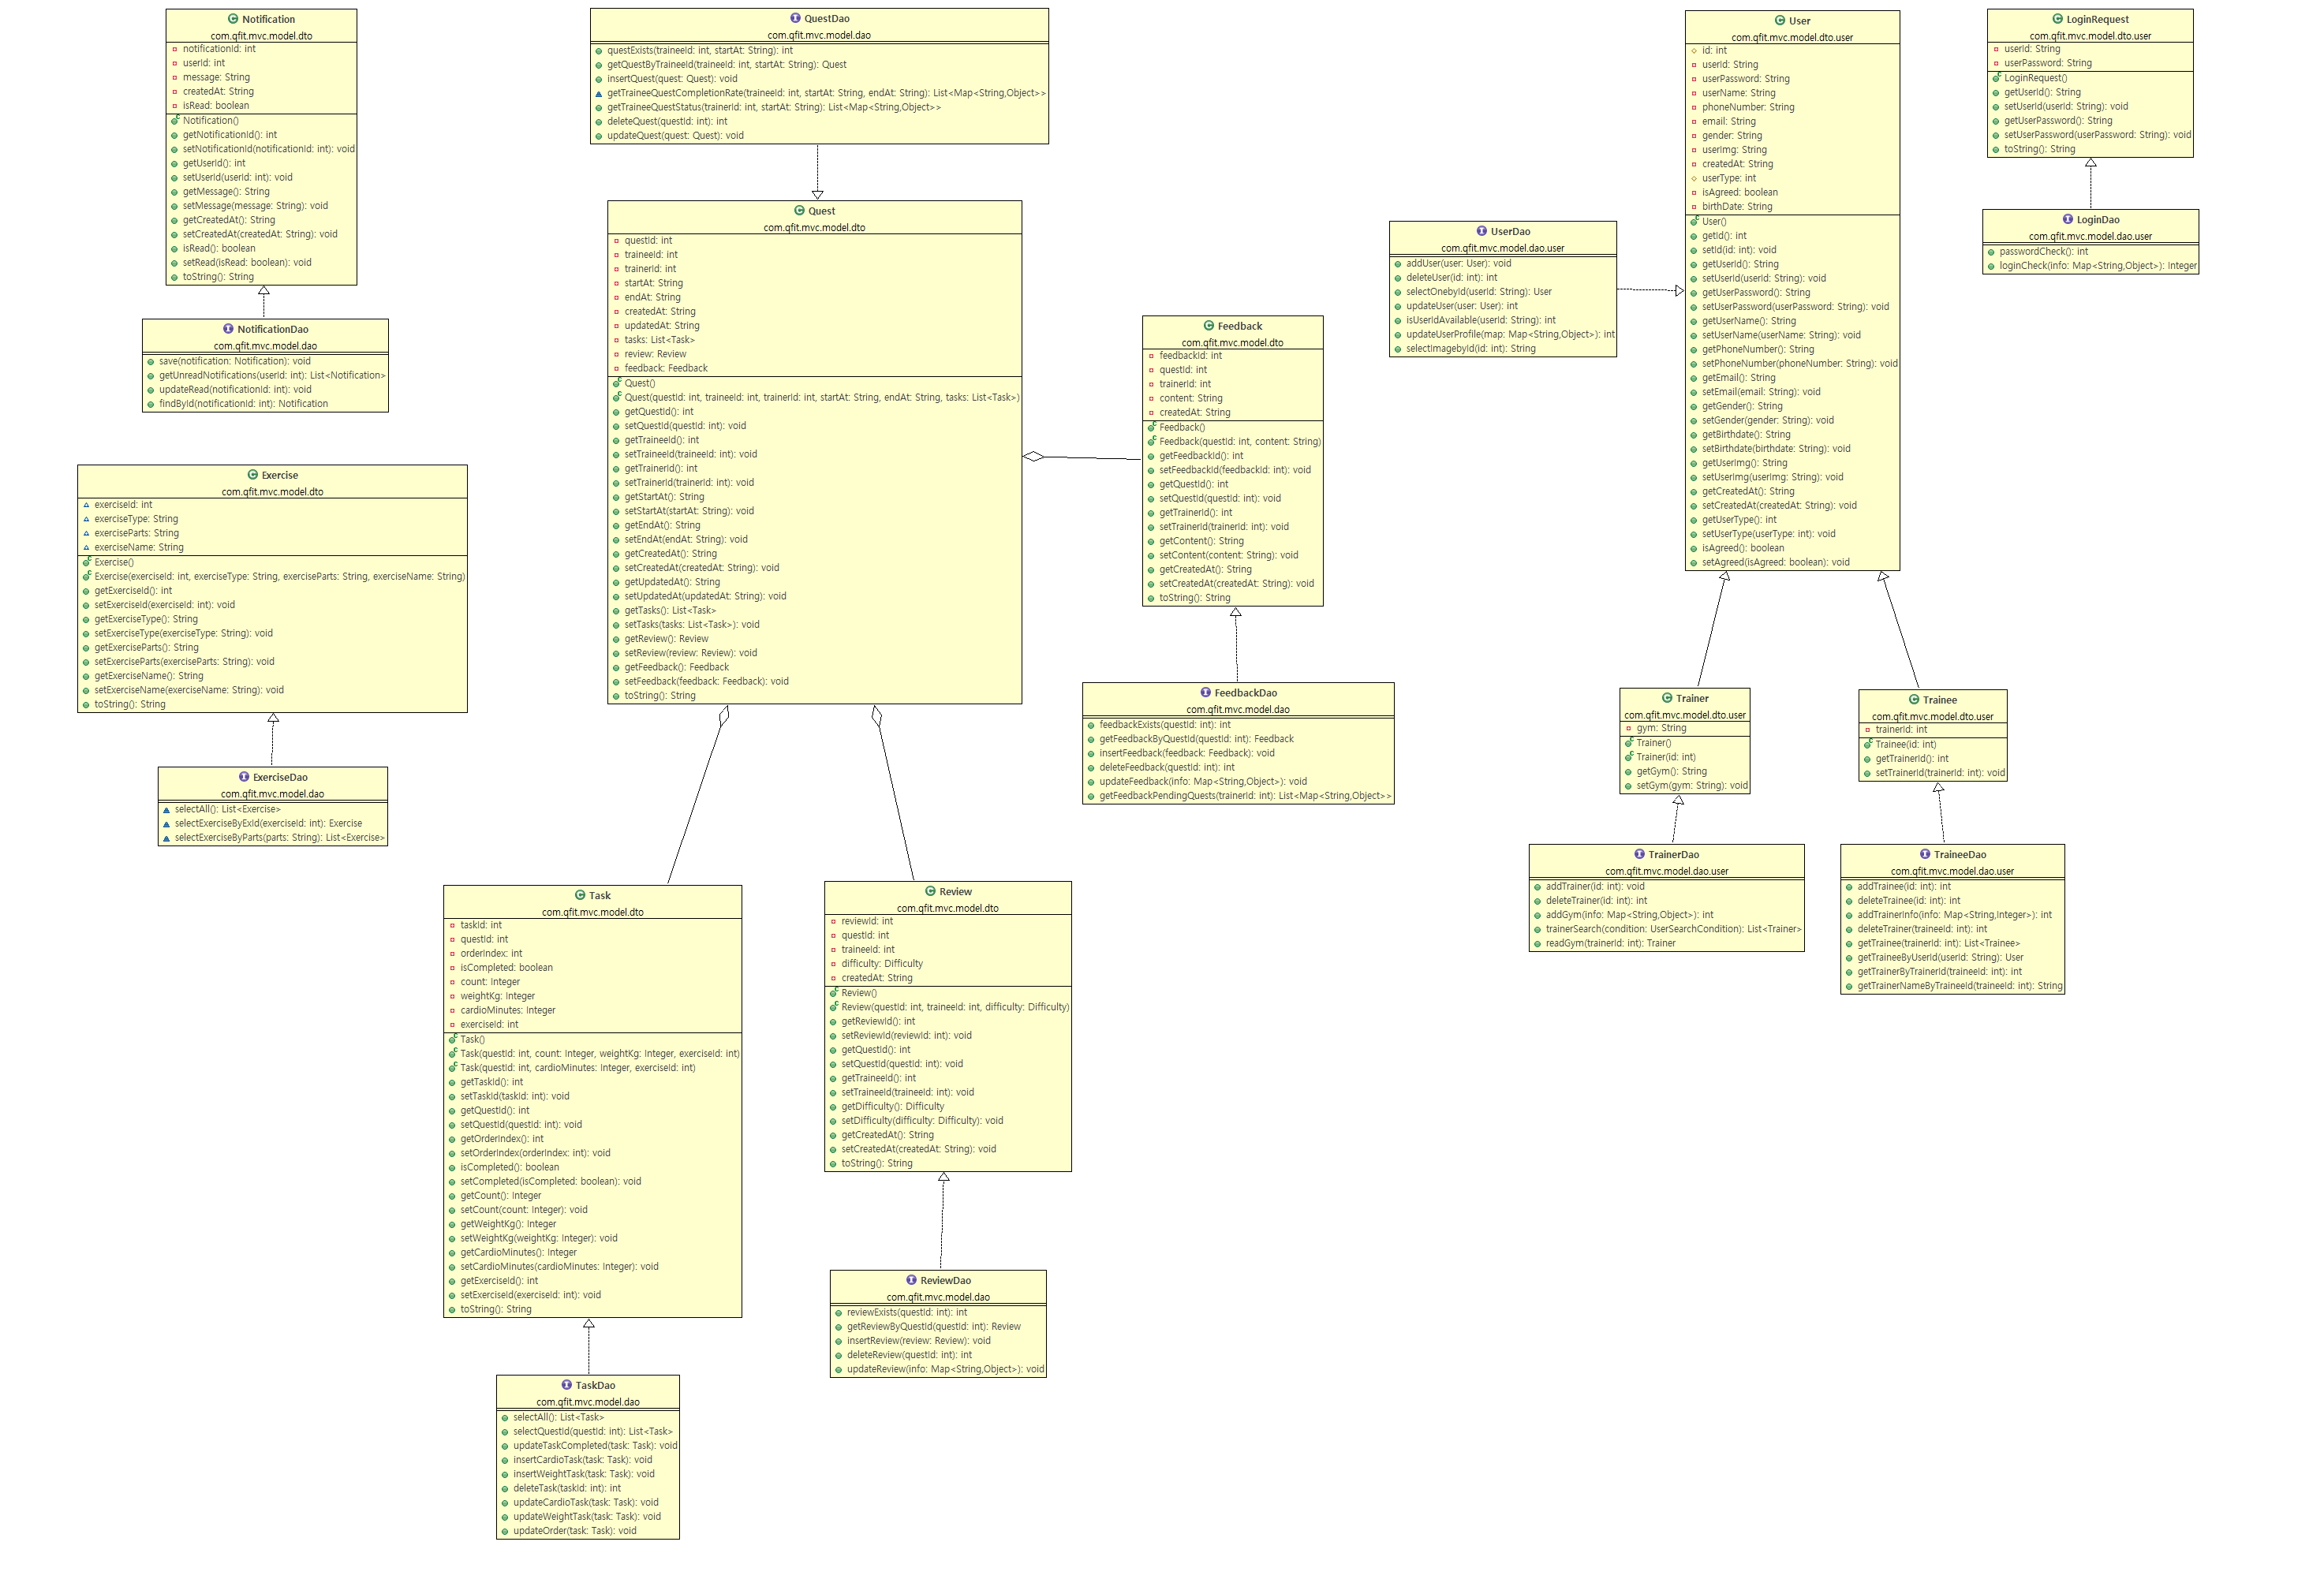 Notification
com.qfit.mvc.model.dto
notificationId: int
userId: int
message: String
createdAt: String
isRead: boolean
Notification()
getNotificationId(): int
setNotificationId(notificationId: int): void
getUserId(): int
setUserId(userId: int): void
getMessage(): String
setMessage(message: String): void
getCreatedAt(): String
setCreatedAt(createdAt: String): void
isRead(): boolean
setRead(isRead: boolean): void
toString(): String
NotificationDao
com.qfit.mvc.model.dao
save(notification: Notification): void
getUnreadNotifications(userId: int): List<Notification>
updateRead(notificationId: int): void
findById(notificationId: int): Notification
Exercise
com.qfit.mvc.model.dto
exerciseId: int
exerciseType: String
exerciseParts: String
exerciseName: String
Exercise()
Exercise(exerciseId: int, exerciseType: String, exerciseParts: String, exerciseName: String)
getExerciseId(): int
setExerciseId(exerciseId: int): void
getExerciseType(): String
setExerciseType(exerciseType: String): void
getExerciseParts(): String
setExerciseParts(exerciseParts: String): void
getExerciseName(): String
setExerciseName(exerciseName: String): void
toString(): String
ExerciseDao
com.qfit.mvc.model.dao
selectAll(): List<Exercise>
selectExerciseByExId(exerciseId: int): Exercise
selectExerciseByParts(parts: String): List<Exercise>
QuestDao
com.qfit.mvc.model.dao
questExists(traineeId: int, startAt: String): int
getQuestByTraineeId(traineeId: int, startAt: String): Quest
insertQuest(quest: Quest): void
getTraineeQuestCompletionRate(traineeId: int, startAt: String, endAt: String): List<Map<String,Object>>
getTraineeQuestStatus(trainerId: int, startAt: String): List<Map<String,Object>>
deleteQuest(questId: int): int
updateQuest(quest: Quest): void
Quest
com.qfit.mvc.model.dto
questId: int
traineeId: int
trainerId: int
startAt: String
endAt: String
createdAt: String
updatedAt: String
tasks: List<Task>
review: Review
feedback: Feedback
Quest()
Quest(questId: int, traineeId: int, trainerId: int, startAt: String, endAt: String, tasks: List<Task>)
getQuestId(): int
setQuestId(questId: int): void
getTraineeId(): int
setTraineeId(traineeId: int): void
getTrainerId(): int
setTrainerId(trainerId: int): void
getStartAt(): String
setStartAt(startAt: String): void
getEndAt(): String
setEndAt(endAt: String): void
getCreatedAt(): String
setCreatedAt(createdAt: String): void
getUpdatedAt(): String
setUpdatedAt(updatedAt: String): void
getTasks(): List<Task>
setTasks(tasks: List<Task>): void
getReview(): Review
setReview(review: Review): void
getFeedback(): Feedback
setFeedback(feedback: Feedback): void
toString(): String
Feedback
com.qfit.mvc.model.dto
feedbackId: int
questId: int
trainerId: int
content: String
createdAt: String
Feedback()
Feedback(questId: int, content: String)
getFeedbackId(): int
setFeedbackId(feedbackId: int): void
getQuestId(): int
setQuestId(questId: int): void
getTrainerId(): int
setTrainerId(trainerId: int): void
getContent(): String
setContent(content: String): void
getCreatedAt(): String
setCreatedAt(createdAt: String): void
toString(): String
FeedbackDao
com.qfit.mvc.model.dao
feedbackExists(questId: int): int
getFeedbackByQuestId(questId: int): Feedback
insertFeedback(feedback: Feedback): void
deleteFeedback(questId: int): int
updateFeedback(info: Map<String,Object>): void
getFeedbackPendingQuests(trainerId: int): List<Map<String,Object>>
Task
com.qfit.mvc.model.dto
taskId: int
questId: int
orderIndex: int
isCompleted: boolean
count: Integer
weightKg: Integer
cardioMinutes: Integer
exerciseId: int
Task()
Task(questId: int, count: Integer, weightKg: Integer, exerciseId: int)
Task(questId: int, cardioMinutes: Integer, exerciseId: int)
getTaskId(): int
setTaskId(taskId: int): void
getQuestId(): int
setQuestId(questId: int): void
getOrderIndex(): int
setOrderIndex(orderIndex: int): void
isCompleted(): boolean
setCompleted(isCompleted: boolean): void
getCount(): Integer
setCount(count: Integer): void
getWeightKg(): Integer
setWeightKg(weightKg: Integer): void
getCardioMinutes(): Integer
setCardioMinutes(cardioMinutes: Integer): void
getExerciseId(): int
setExerciseId(exerciseId: int): void
toString(): String
TaskDao
com.qfit.mvc.model.dao
selectAll(): List<Task>
selectQuestId(questId: int): List<Task>
updateTaskCompleted(task: Task): void
insertCardioTask(task: Task): void
insertWeightTask(task: Task): void
deleteTask(taskId: int): int
updateCardioTask(task: Task): void
updateWeightTask(task: Task): void
updateOrder(task: Task): void
Review
com.qfit.mvc.model.dto
reviewId: int
questId: int
traineeId: int
difficulty: Difficulty
createdAt: String
Review()
Review(questId: int, traineeId: int, difficulty: Difficulty)
getReviewId(): int
setReviewId(reviewId: int): void
getQuestId(): int
setQuestId(questId: int): void
getTraineeId(): int
setTraineeId(traineeId: int): void
getDifficulty(): Difficulty
setDifficulty(difficulty: Difficulty): void
getCreatedAt(): String
setCreatedAt(createdAt: String): void
toString(): String
ReviewDao
com.qfit.mvc.model.dao
reviewExists(questId: int): int
getReviewByQuestId(questId: int): Review
insertReview(review: Review): void
deleteReview(questId: int): int
updateReview(info: Map<String,Object>): void
UserDao
com.qfit.mvc.model.dao.user
addUser(user: User): void
deleteUser(id: int): int
selectOnebyId(userId: String): User
updateUser(user: User): int
isUserIdAvailable(userId: String): int
updateUserProfile(map: Map<String,Object>): int
selectImagebyId(id: int): String
User
com.qfit.mvc.model.dto.user
id: int
userId: String
userPassword: String
userName: String
phoneNumber: String
email: String
gender: String
userImg: String
createdAt: String
userType: int
isAgreed: boolean
birthDate: String
User()
getId(): int
setId(id: int): void
getUserId(): String
setUserId(userId: String): void
getUserPassword(): String
setUserPassword(userPassword: String): void
getUserName(): String
setUserName(userName: String): void
getPhoneNumber(): String
setPhoneNumber(phoneNumber: String): void
getEmail(): String
setEmail(email: String): void
getGender(): String
setGender(gender: String): void
getBirthdate(): String
setBirthdate(birthdate: String): void
getUserImg(): String
setUserImg(userImg: String): void
getCreatedAt(): String
setCreatedAt(createdAt: String): void
getUserType(): int
setUserType(userType: int): void
isAgreed(): boolean
setAgreed(isAgreed: boolean): void
LoginRequest
com.qfit.mvc.model.dto.user
userId: String
userPassword: String
LoginRequest()
getUserId(): String
setUserId(userId: String): void
getUserPassword(): String
setUserPassword(userPassword: String): void
toString(): String
LoginDao
com.qfit.mvc.model.dao.user
passwordCheck(): int
loginCheck(info: Map<String,Object>): Integer
Trainer
com.qfit.mvc.model.dto.user
gym: String
Trainer()
Trainer(id: int)
getGym(): String
setGym(gym: String): void
Trainee
com.qfit.mvc.model.dto.user
trainerId: int
Trainee(id: int)
getTrainerId(): int
setTrainerId(trainerId: int): void
TrainerDao
com.qfit.mvc.model.dao.user
addTrainer(id: int): void
deleteTrainer(id: int): int
addGym(info: Map<String,Object>): int
trainerSearch(condition: UserSearchCondition): List<Trainer>
readGym(trainerId: int): Trainer
TraineeDao
com.qfit.mvc.model.dao.user
addTrainee(id: int): int
deleteTrainee(id: int): int
addTrainerInfo(info: Map<String,Integer>): int
deleteTrainer(traineeId: int): int
getTrainee(trainerId: int): List<Trainee>
getTraineeByUserId(userId: String): User
getTrainerByTrainerId(traineeId: int): int
getTrainerNameByTraineeId(traineeId: int): String